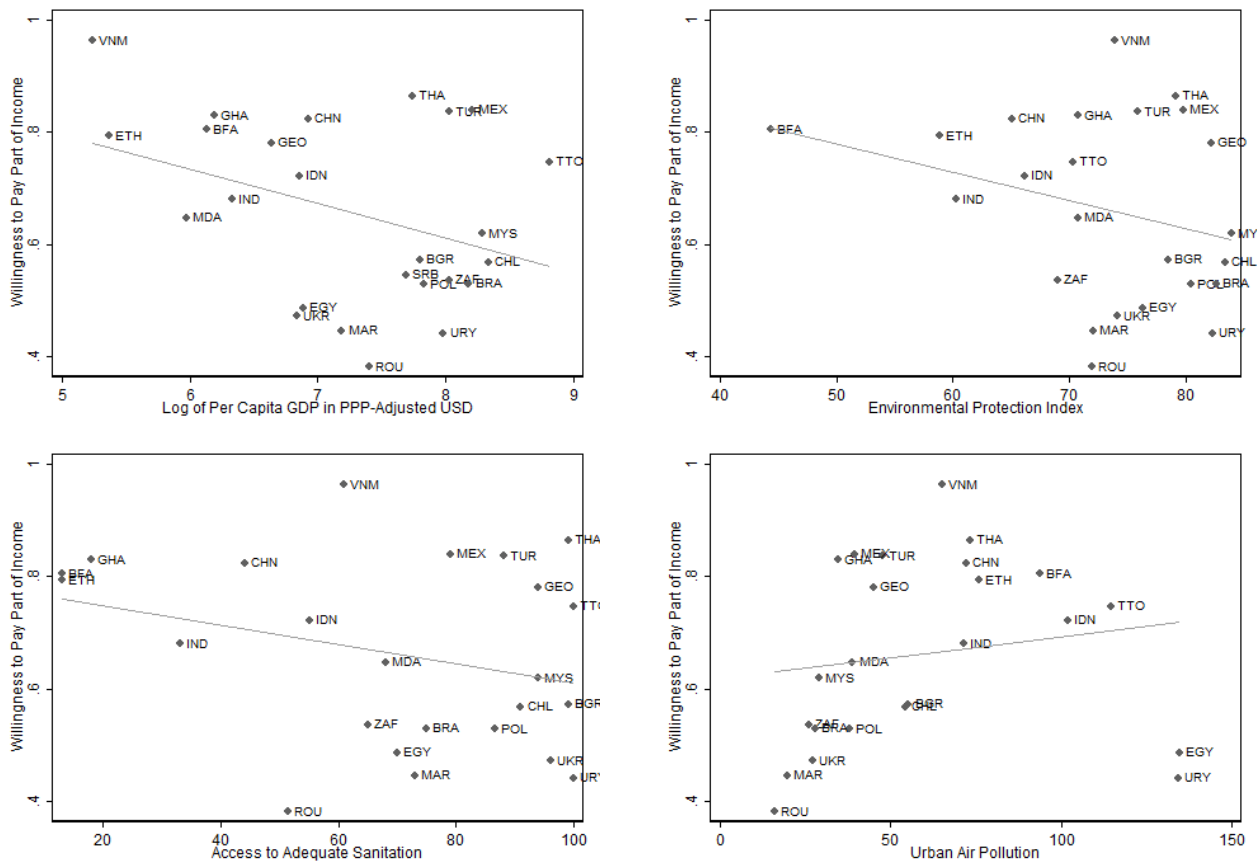 Willingness to Pay Part of Income
1
.8
.6
.4
VNM
THA
MEX
TUR
GHA
CHN
BFA
ETH
GEO
TTO
IDN
IND
MDA
MYS
BGR
CHL
SRB
ZAF
POL
BRA
EGY
UKR
MAR
URY
ROU
5 6 7 8 9
Log of Per Capita GDP in PPP-Adjusted USD
Willingness to Pay Part of Income
1
.8
.6
.4
VNM
THA
MEX
TUR
GHA
CHN
BFA
ETH
GEO
TTO
IDN
IND
MDA
MY
BGR
CHL
ZAF
POL
BRA
EGY
UKR
MAR
URY
ROU
40 50 60 70 80
Environmental Protection Index
Willingness to Pay Part of Income
1
.8
.6
.4
VNM
THA
MEX
TUR
GHA
CHN
BFA
ETH
GEO
TTO
IDN
IND
MDA
MYS
CHL
BGR
ZAF
BRA
POL
EGY
UKR
MAR
URY
ROU
20 40 60 80 100
Access to Adequate Sanitation
Willingness to Pay Part of Income
1
.8
.6
.4
VNM
THA
MEX
TUR
GHA
CHN
BFA
ETH
GEO
TTO
IDN
IND
MDA
MYS
BGR
CHL
ZAF
BRA
POL
EGY
UKR
MAR
URY
ROU
0 50 100 150
Urban Air Pollution